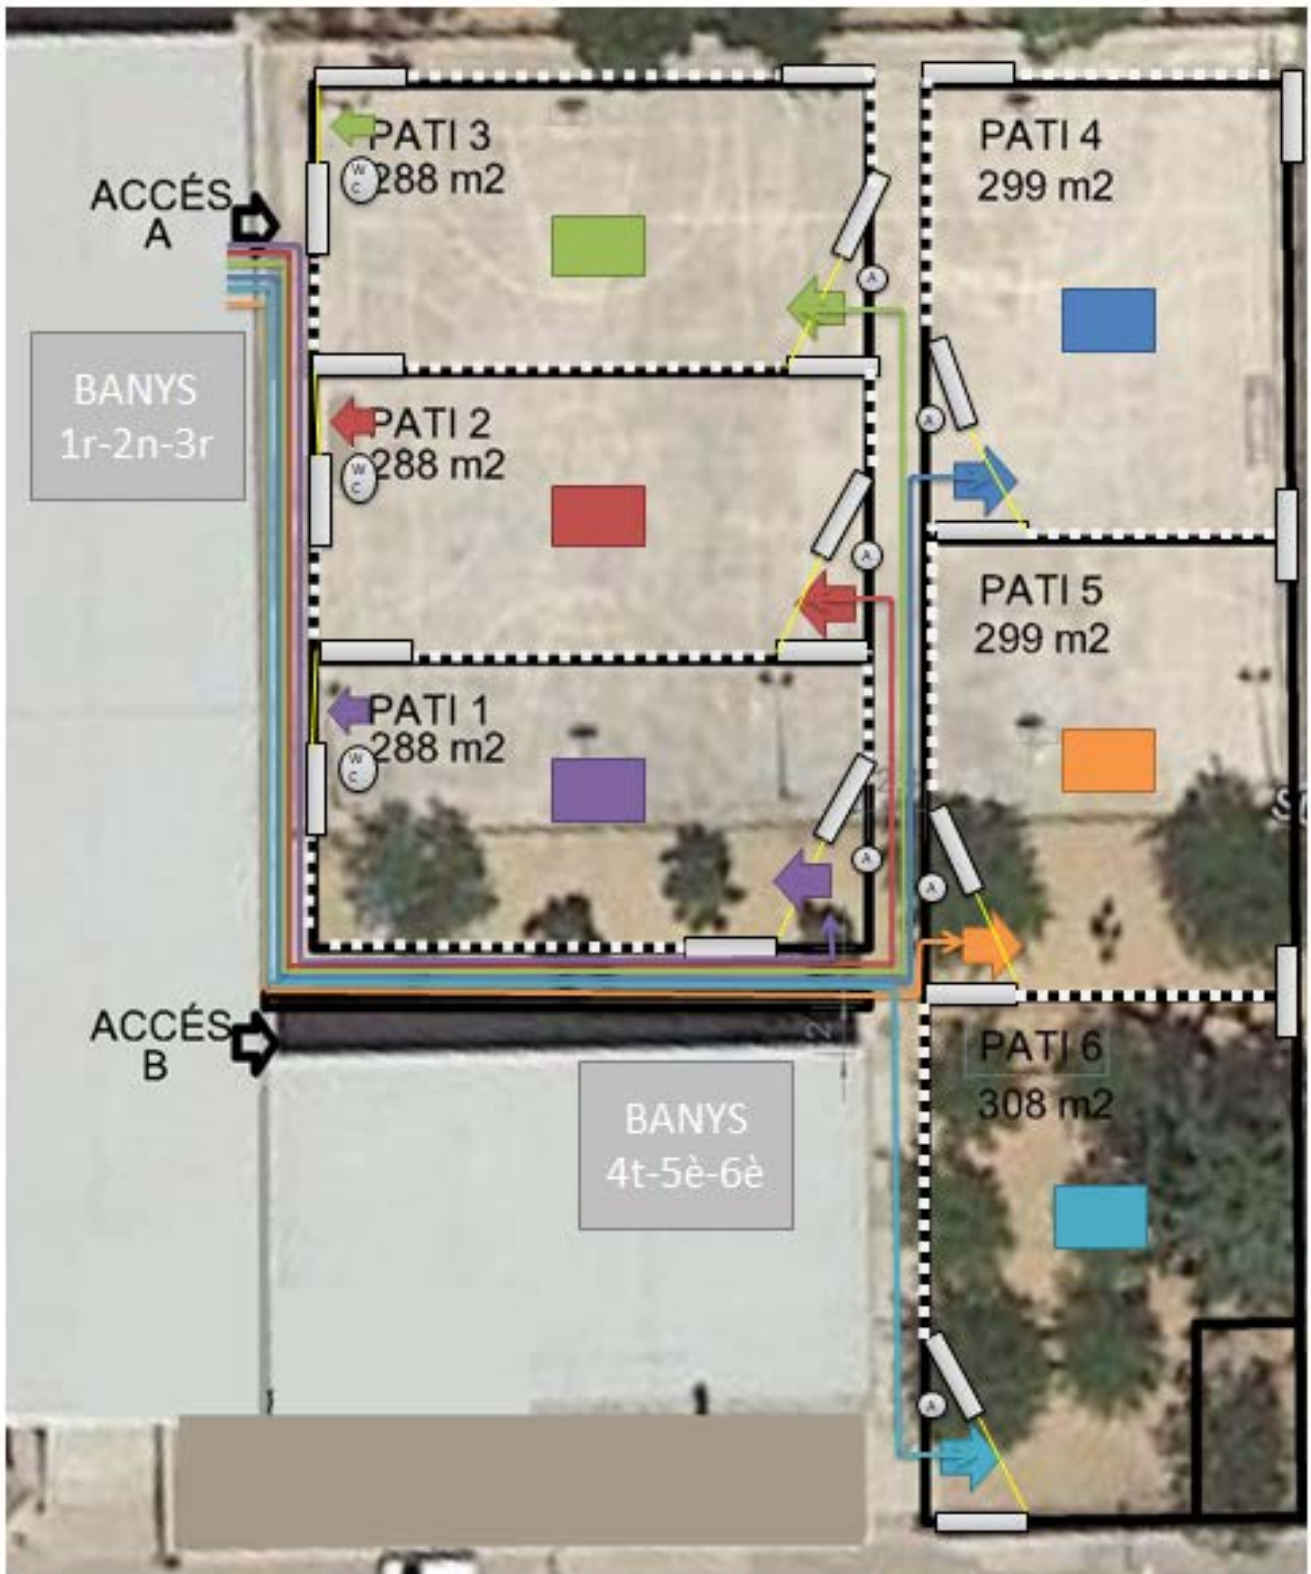 PATI 3
288 m2
W
C
A
ACCÉS
A
BANYS
1r-2n-3r
PATI 2
288 m2
W
C
A
PATI 1
288 m2
W
C
A
PATI 4
299 m2
A
PATI 5
299 m2
A
ACCÉS
B
BANYS
4t-5è-6è
PATI 6
308 m2
A